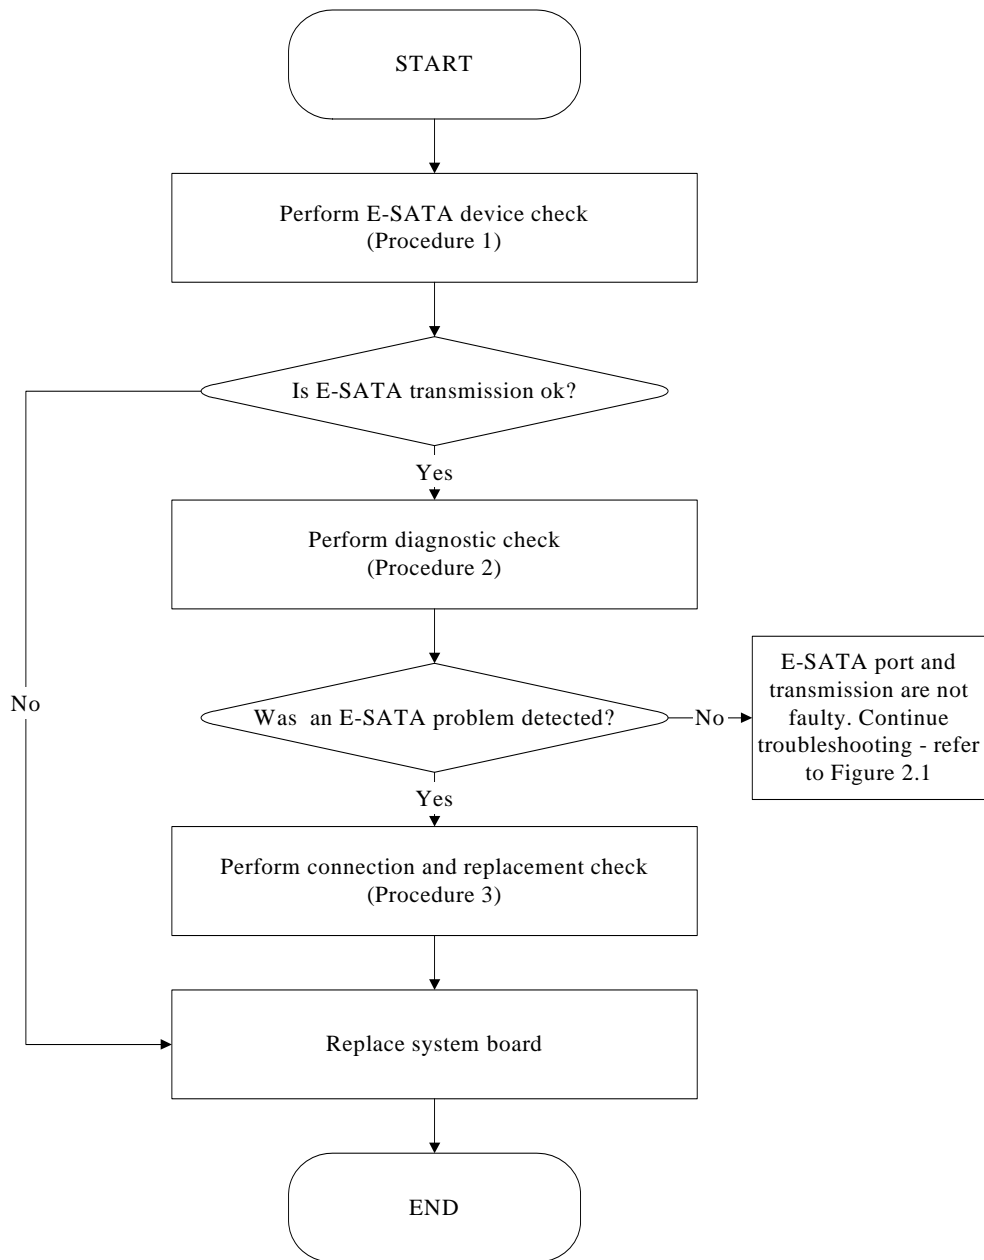 START
Perform E-SATA device check
(Procedure 1)
Is E-SATA transmission ok?
Yes
Perform diagnostic check
(Procedure 2)
E-SATA port and
transmission are not
faulty. Continue
troubleshooting - refer
to Figure 2.1
No
Was an E-SATA problem detected?
No
Yes
Perform connection and replacement check
(Procedure 3)
Replace system board
END